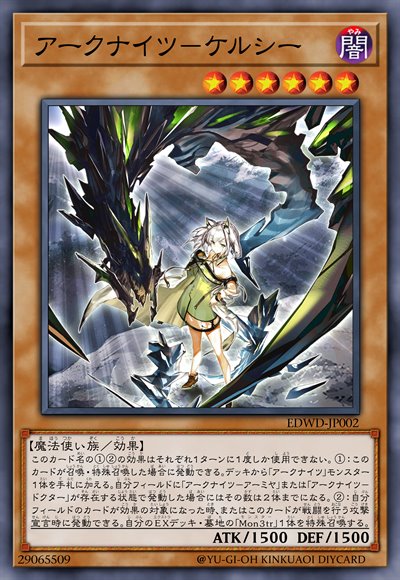 アークナイツ－ケルシー
やみ
闇
EDWD-JP002
【魔法使い族／効果】
このカード名の①②の効果はそれぞれ１ターンに１度しか使用できない。①：こ
のカードが召喚・特殊召喚した場合に発動できる。デッキから「アークナイツ」モンスター
１体を手札に加える。自分フィールドに「アークナイツーアーミヤ」または「アークナイツー
ドクター」が存在する状態で発動した場合にはその数は２体までになる。②：自分
フィールドのカードが効果の対象になった時、またはこのカードが戦闘を行う攻撃
宣言時に発動できる。自分のEXデッキ・墓地の「Mon3tr」１体を特殊召喚する。
ATK/1500 DEF/1500
29065509 @YU-GI-OH KINKUAOI DIYCARD